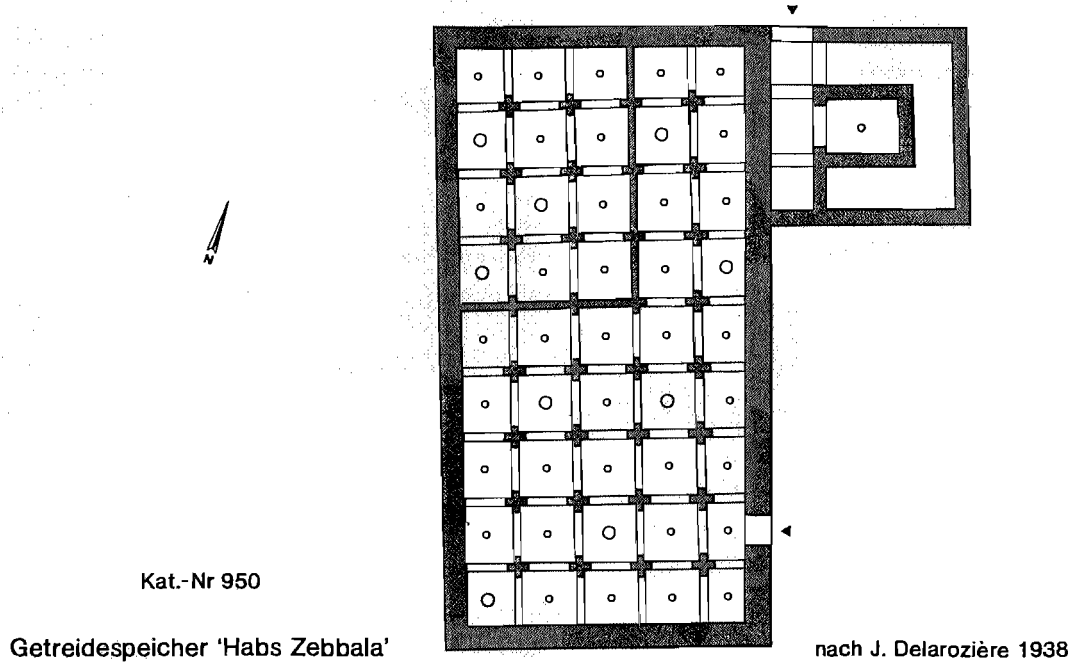 N
Kat.-Nr 950
Getreidespeicher 'Habs Zebbala'
nach J. Delarozière 1938